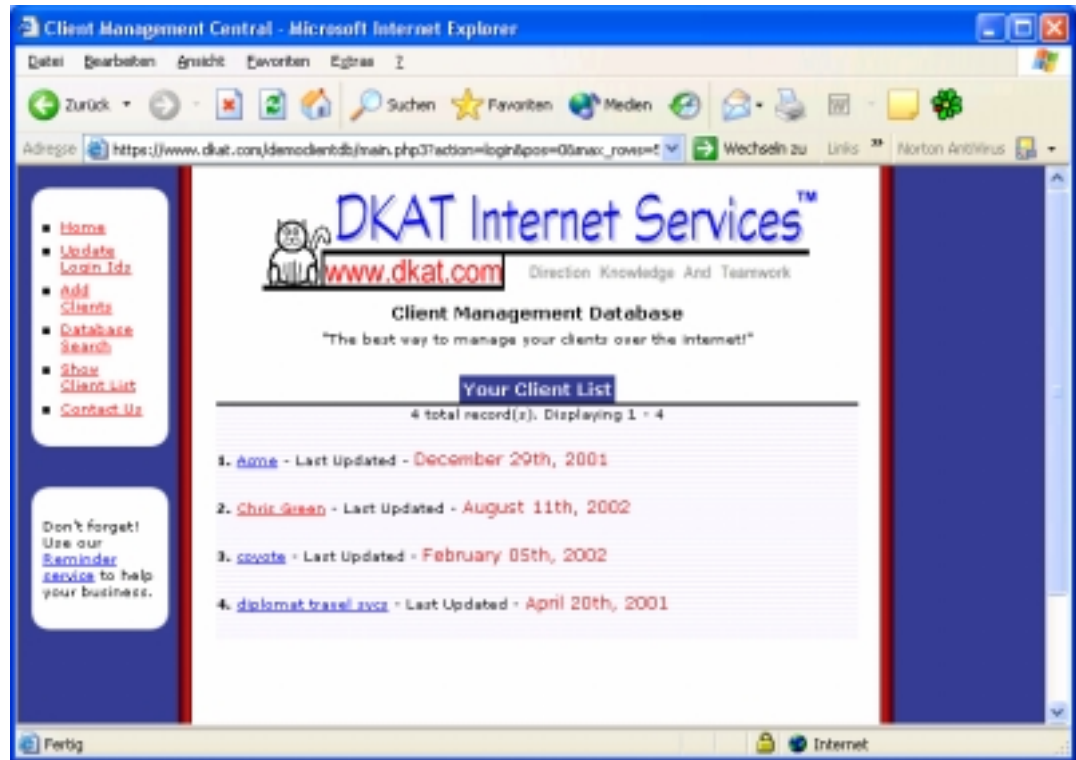 Client Management Central - Microsoft Internet Explorer
Datei Bearbeiten Ansicht Favoriten Extras ?
Zurück Suchen Favoriten Medien
Adresse https://www.dkat.com/democlientdb/main.php3?action=login&pos=0&max_rows=5 Wechseln zu Links » Norton AntiVirus
Home
Update
Login Ids
Add
Clients
Database
Search
Show
Client List
Contact Us
Don't forget!
Use our
Reminder
service to help
your business.
DKAT Internet Services™
www.dkat.com Direction Knowledge And Teamwork
Client Management Database
"The best way to manage your clients over the internet!"
Your Client List
4 total record(s). Displaying 1 - 4
1. Acme - Last Updated - December 29th, 2001
2. Chris Green - Last Updated - August 11th, 2002
3. coyote - Last Updated - February 05th, 2002
4. diplomat travel svcs - Last Updated - April 20th, 2001
Fertig Internet